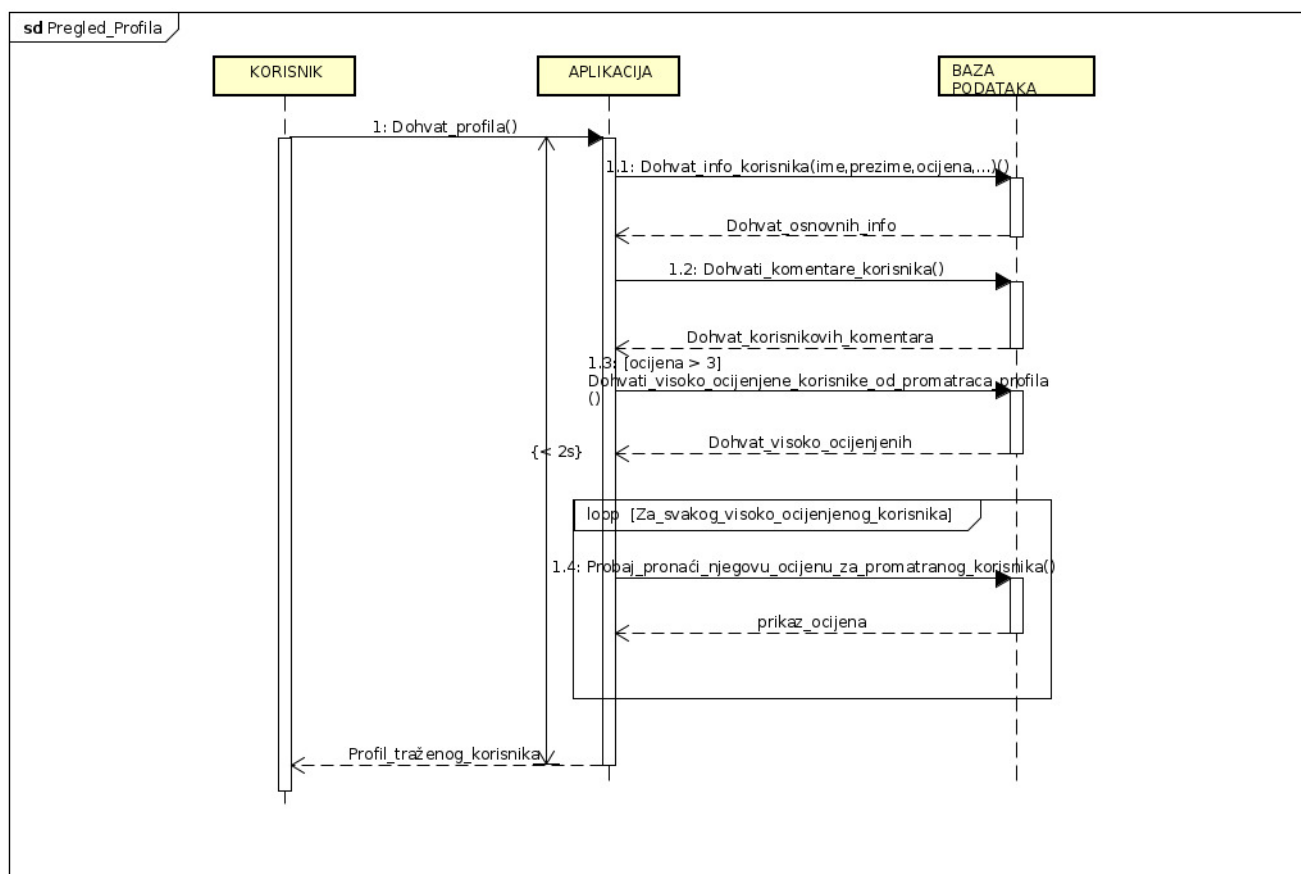 sd Pregled_Profila
KORISNIK
APLIKACIJA
BAZA
PODATAKA
1: Dohvat_profila()
1.1: Dohvat_info_korisnika(ime,prezime,ocijena,...)()
Dohvat_osnovnih_info
1.2: Dohvati_komentare_korisnika()
Dohvat_korisnikovih_komentara
1.3: [ocijena > 3]
Dohvati_visoko_ocijenjene_korisnike_od_promatraca_profila
()
Dohvat_visoko_ocijenjenih
{< 2s}
loop [Za_svakog_visoko_ocijenjenog_korisnika]
1.4: Probaj_pronaći_njegovu_ocijenu_za_promatranog_korisnika()
prikaz_ocijena
Profil_traženog_korisnika